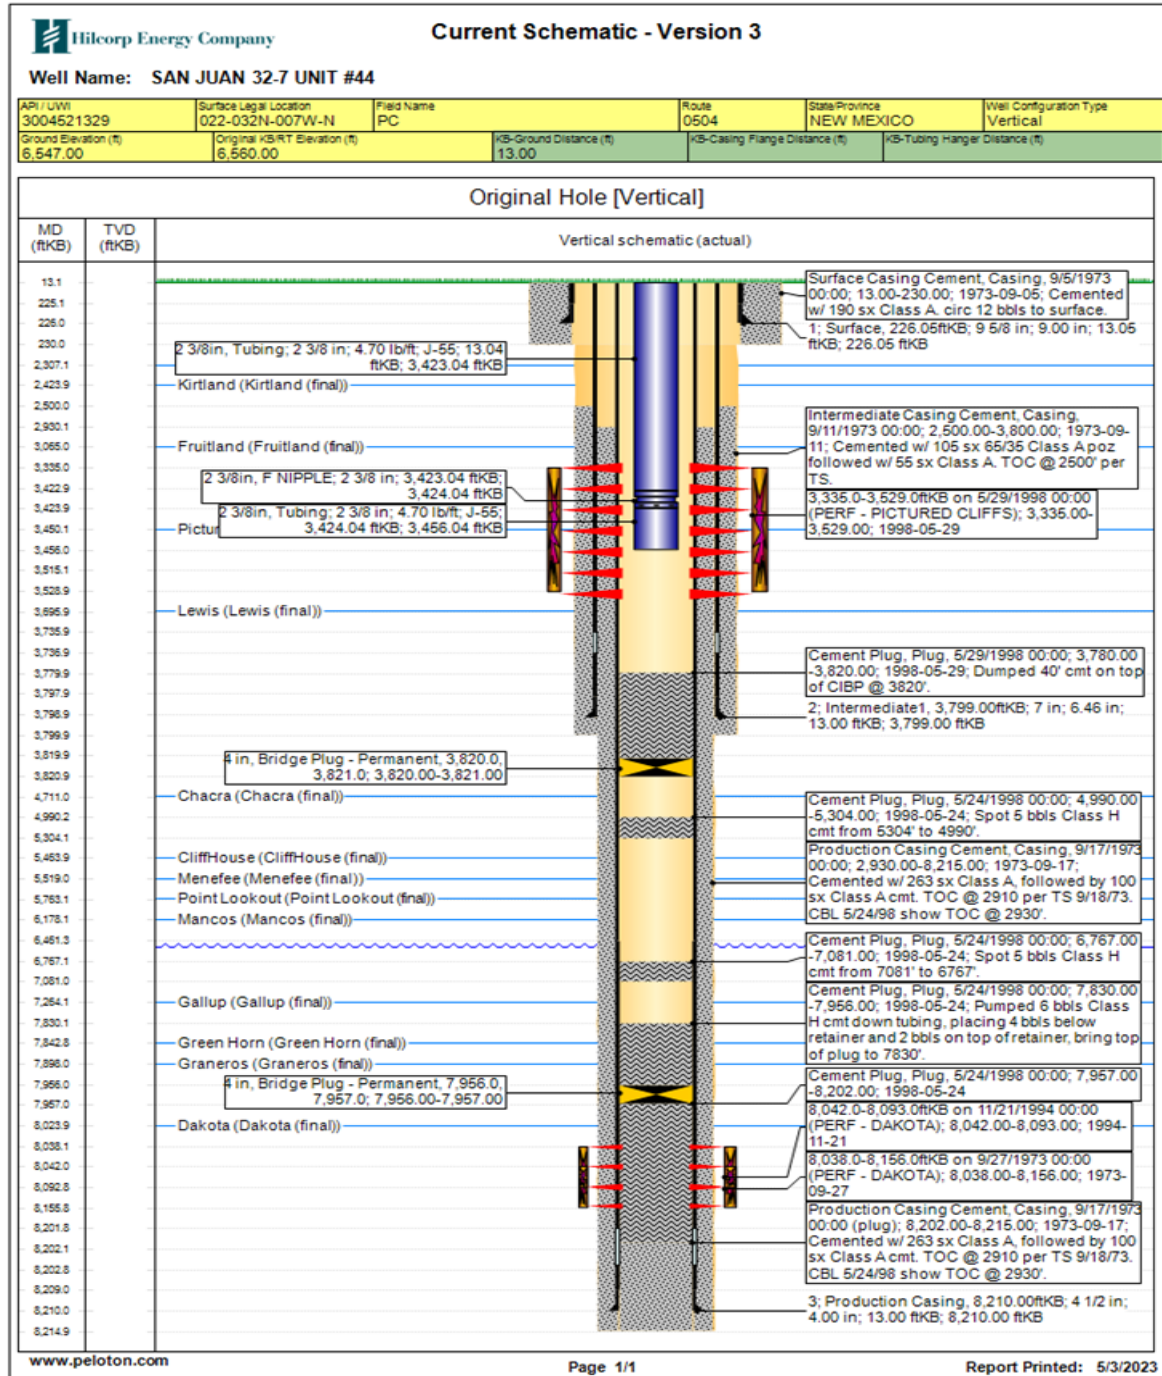 Hilcorp Energy Company
Current Schematic - Version 3
Well Name: SAN JUAN 32-7 UNIT #44
API / UWI
3004521329
Surface Legal Location
022-032N-007W-N
Field Name
PC
Route
0504
State/Province
NEW MEXICO
Well Configuration Type
Vertical
Ground Elevation (ft)
6,547.00
Original KB/RT Elevation (ft)
6,560.00
KB-Ground Distance (ft)
13.00
KB-Casing Flange Distance (ft)
KB-Tubing Hanger Distance (ft)
Original Hole [Vertical]
MD
(ftKB)
TVD
(ftKB)
Vertical schematic (actual)
13.1
225.1
226.0
230.0
2,307.1
2,423.9
2,500.0
2,930.1
3,065.0
3,335.0
3,422.9
3,423.9
3,450.1
3,456.0
3,515.1
3,528.9
3,695.9
3,735.9
3,736.9
3,779.9
3,797.9
3,798.9
3,799.9
3,819.9
3,820.9
4,711.0
4,990.2
5,304.1
5,463.9
5,519.0
5,763.1
6,178.1
6,461.3
6,767.1
7,081.0
7,264.1
7,830.1
7,842.8
7,898.0
7,956.0
7,957.0
8,023.9
8,038.1
8,042.0
8,092.8
8,155.8
8,201.8
8,202.1
8,202.8
8,209.0
8,210.0
8,214.9
2 3/8in, Tubing; 2 3/8 in; 4.70 lb/ft; J-55; 13.04
ftKB; 3,423.04 ftKB
Kirtland (Kirtland (final))
Fruitland (Fruitland (final))
2 3/8in, F NIPPLE; 2 3/8 in; 3,423.04 ftKB;
3,424.04 ftKB
2 3/8in, Tubing; 2 3/8 in; 4.70 lb/ft; J-55;
3,424.04 ftKB; 3,456.04 ftKB
Pictur
Lewis (Lewis (final))
4 in, Bridge Plug - Permanent, 3,820.0,
3,821.0; 3,820.00-3,821.00
Chacra (Chacra (final))
CliffHouse (CliffHouse (final))
Menefee (Menefee (final))
Point Lookout (Point Lookout (final))
Mancos (Mancos (final))
Gallup (Gallup (final))
Green Horn (Green Horn (final))
Graneros (Graneros (final))
4 in, Bridge Plug - Permanent, 7,956.0,
7,957.0; 7,956.00-7,957.00
Dakota (Dakota (final))
Surface Casing Cement, Casing, 9/5/1973
00:00; 13.00-230.00; 1973-09-05; Cemented
w/ 190 sx Class A. circ 12 bbls to surface.
1; Surface, 226.05ftKB; 9 5/8 in; 9.00 in; 13.05
ftKB; 226.05 ftKB
Intermediate Casing Cement, Casing,
9/11/1973 00:00; 2,500.00-3,800.00; 1973-09-
11; Cemented w/ 105 sx 65/35 Class A poz
followed w/ 55 sx Class A. TOC @ 2500' per
TS.
3,335.0-3,529.0ftKB on 5/29/1998 00:00
(PERF - PICTURED CLIFFS); 3,335.00-
3,529.00; 1998-05-29
Cement Plug, Plug, 5/29/1998 00:00; 3,780.00
-3,820.00; 1998-05-29; Dumped 40' cmt on top
of CIBP @ 3820'.
2; Intermediate1, 3,799.00ftKB; 7 in; 6.46 in;
13.00 ftKB; 3,799.00 ftKB
Cement Plug, Plug, 5/24/1998 00:00; 4,990.00
-5,304.00; 1998-05-24; Spot 5 bbls Class H
cmt from 5304' to 4990'.
Production Casing Cement, Casing, 9/17/1973
00:00; 2,930.00-8,215.00; 1973-09-17;
Cemented w/ 263 sx Class A, followed by 100
sx Class A cmt. TOC @ 2910 per TS 9/18/73.
CBL 5/24/98 show TOC @ 2930'.
Cement Plug, Plug, 5/24/1998 00:00; 6,767.00
-7,081.00; 1998-05-24; Spot 5 bbls Class H
cmt from 7081' to 6767'.
Cement Plug, Plug, 5/24/1998 00:00; 7,830.00
-7,956.00; 1998-05-24; Pumped 6 bbls Class
H cmt down tubing, placing 4 bbls below
retainer and 2 bbls on top of retainer, bring top
of plug to 7830'.
Cement Plug, Plug, 5/24/1998 00:00; 7,957.00
-8,202.00; 1998-05-24
8,042.0-8,093.0ftKB on 11/21/1994 00:00
(PERF - DAKOTA); 8,042.00-8,093.00; 1994-
11-21
8,038.0-8,156.0ftKB on 9/27/1973 00:00
(PERF - DAKOTA); 8,038.00-8,156.00; 1973-
09-27
Production Casing Cement, Casing, 9/17/1973
00:00 (plug); 8,202.00-8,215.00; 1973-09-17;
Cemented w/ 263 sx Class A, followed by 100
sx Class A cmt. TOC @ 2910 per TS 9/18/73.
CBL 5/24/98 show TOC @ 2930'.
3; Production Casing, 8,210.00ftKB; 4 1/2 in;
4.00 in; 13.00 ftKB; 8,210.00 ftKB
www.peloton.com
Page 1/1
Report Printed: 5/3/2023